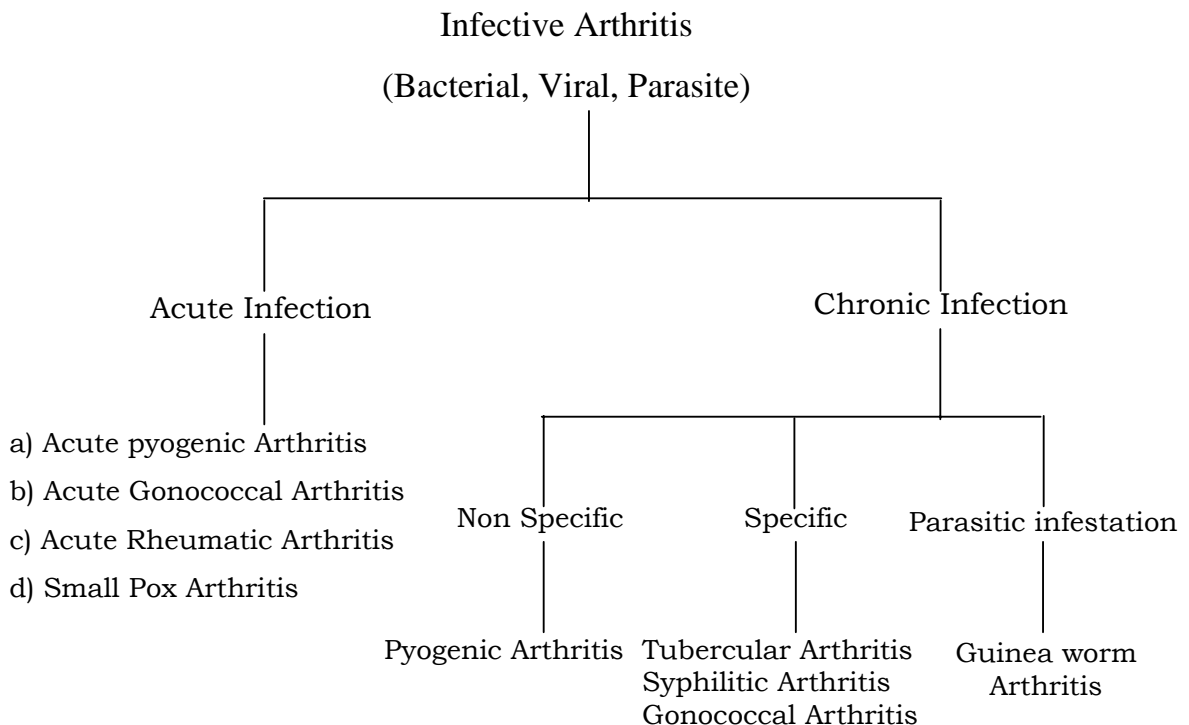 Infective Arthritis
(Bacterial, Viral, Parasite)
Acute Infection
Chronic Infection
a) Acute pyogenic Arthritis
b) Acute Gonococcal Arthritis
c) Acute Rheumatic Arthritis
d) Small Pox Arthritis
Non Specific
Specific
Parasitic infestation
Pyogenic Arthritis
Tubercular Arthritis
Syphilitic Arthritis
Gonococcal Arthritis
Guinea worm
Arthritis